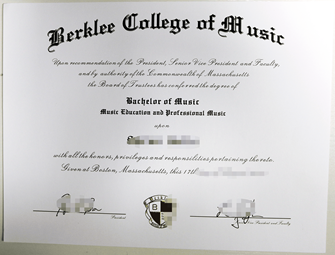 Berklee College of Music
Upon recommendation of the President, Senior Vice President and Faculty,
and by authority of the Commonwealth of Massachusetts
the Board of Trustees has conferred the degree of
Bachelor of Music
Music Education and Professional Music
upon
with all the honors, privileges and responsibilities pertaining thereto.
Given at Boston, Massachusetts, this 17th
President
B